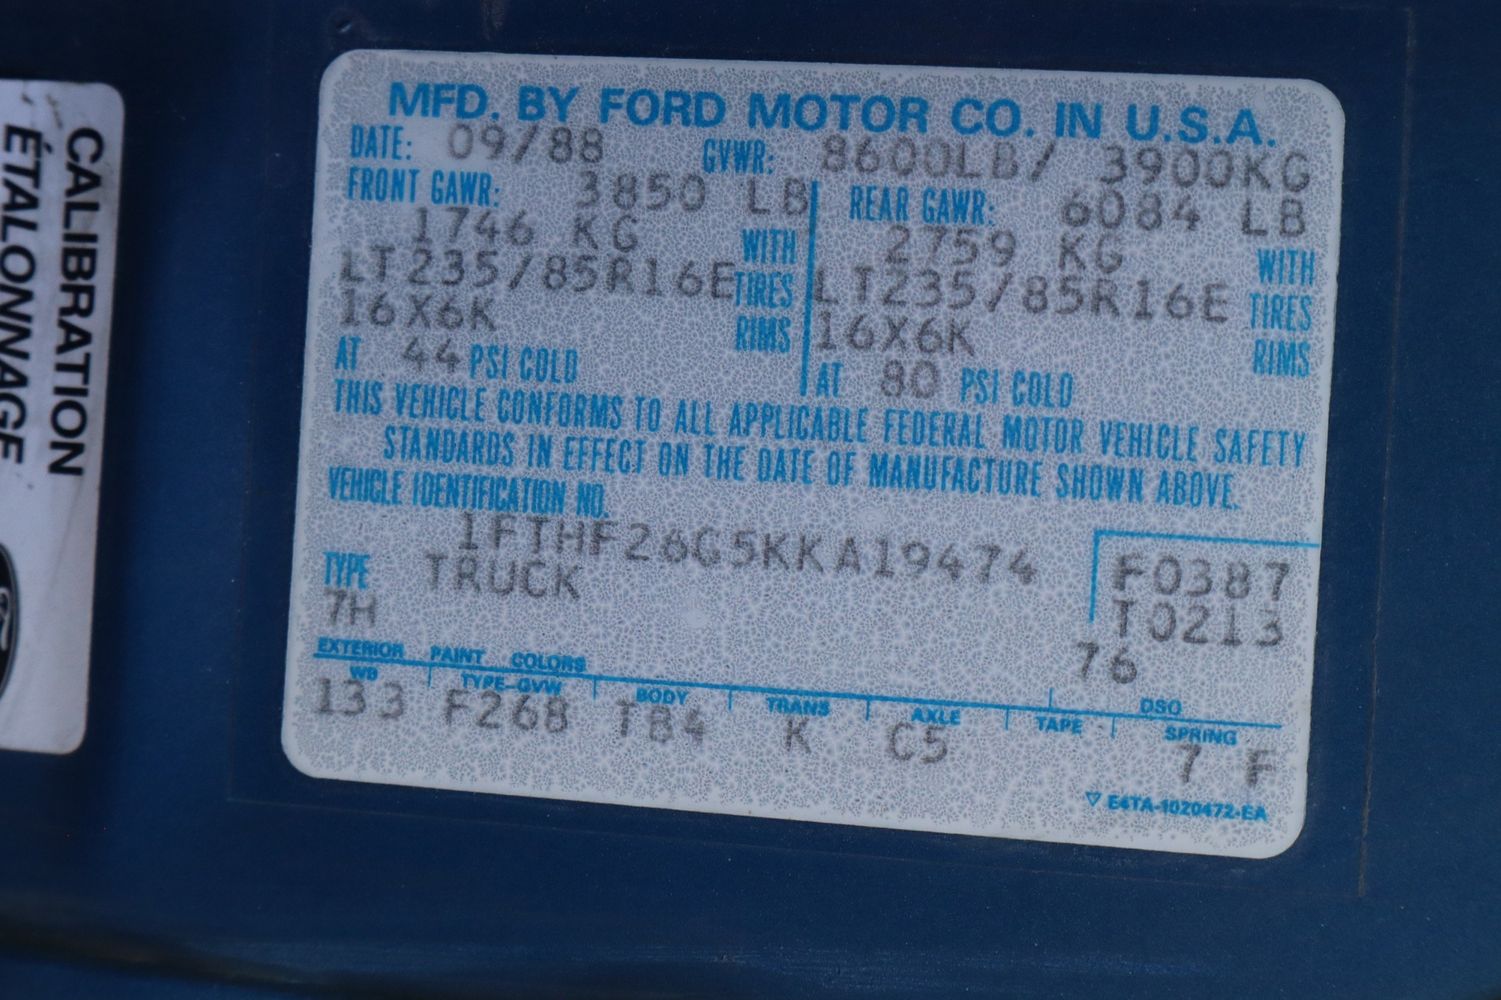 CALIBRATION
ÉTALONNAGE
MFD. BY FORD MOTOR CO. IN U.S.A.
DATE: 09/88 GVWR: 8600LB/ 3900KG
FRONT GAWR: 3850 LB REAR GAWR: 6084 LB
1746 KG WITH 2759 KG WITH
LT235/85R16E TIRES LT235/85R16E TIRES
16X6K RIMS 16X6K RIMS
AT 44 PSI COLD AT 80 PSI COLD
THIS VEHICLE CONFORMS TO ALL APPLICABLE FEDERAL MOTOR VEHICLE SAFETY
STANDARDS IN EFFECT ON THE DATE OF MANUFACTURE SHOWN ABOVE.
VEHICLE IDENTIFICATION NO.
1FTHF26G5KKA19474 F0387
TYPE TRUCK T0213
7H 76
EXTERIOR PAINT COLORS DSO
WB TYPE-GVW BODY TRANS AXLE TAPE SPRING
133 F268 TB4 K C5 7 F
▽ E4TA-1020472-EA